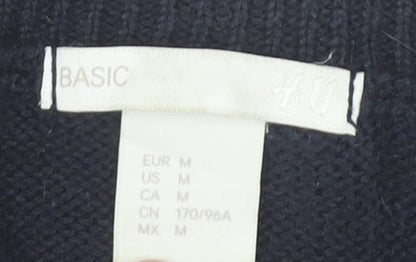 BASIC H&M
EUR M
US M
CA M
CN 170/96A
MX M